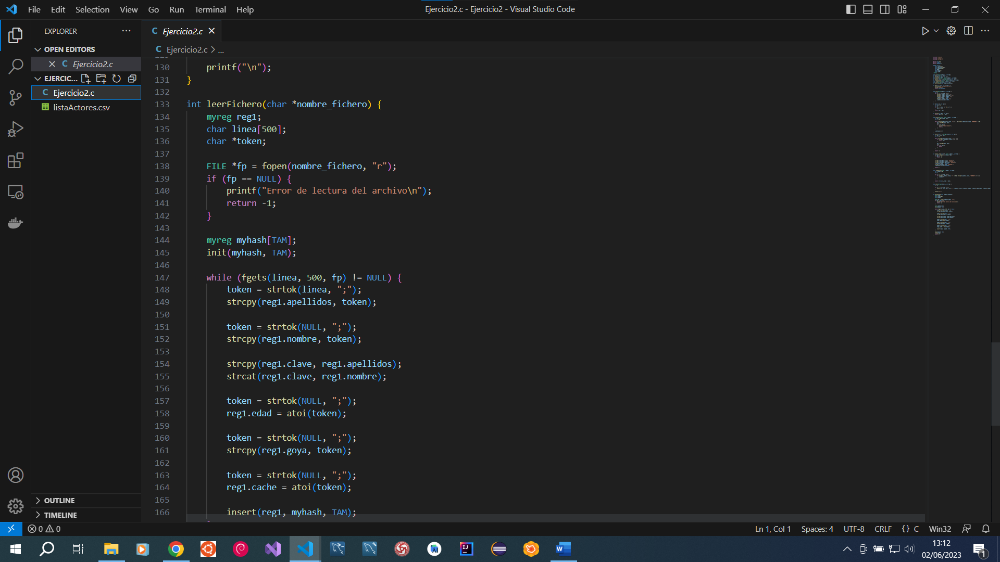 File Edit Selection View Go Run Terminal Help
Ejercicio2.c - Ejercicio2 - Visual Studio Code
EXPLORER
OPEN EDITORS
Ejercicio2.c
EJERCIC...
Ejercicio2.c
listaActores.csv
OUTLINE
TIMELINE
Ejercicio2.c
Ejercicio2.c > ...
130 printf("\n");
131 }
132
133 int leerFichero(char *nombre_fichero) {
134 myreg reg1;
135 char linea[500];
136 char *token;
137
138 FILE *fp = fopen(nombre_fichero, "r");
139 if (fp == NULL) {
140 printf("Error de lectura del archivo\n");
141 return -1;
142 }
143
144 myreg myhash[TAM];
145 init(myhash, TAM);
146
147 while (fgets(linea, 500, fp) != NULL) {
148 token = strtok(linea, ";");
149 strcpy(reg1.apellidos, token);
150
151 token = strtok(NULL, ";");
152 strcpy(reg1.nombre, token);
153
154 strcpy(reg1.clave, reg1.apellidos);
155 strcat(reg1.clave, reg1.nombre);
156
157 token = strtok(NULL, ";");
158 reg1.edad = atoi(token);
159
160 token = strtok(NULL, ";");
161 strcpy(reg1.goya, token);
162
163 token = strtok(NULL, ";");
164 reg1.cache = atoi(token);
165
166 insert(reg1, myhash, TAM);
0 0
Ln 1, Col 1 Spaces: 4 UTF-8 CRLF {} C Win32
13:12
02/06/2023
1